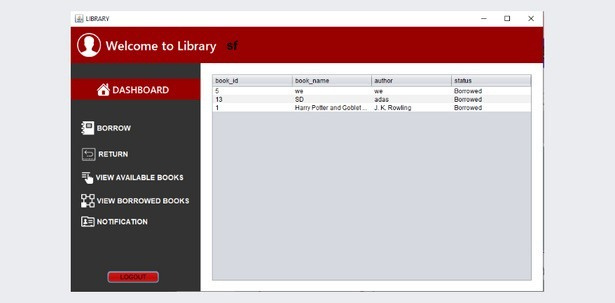 LIBRARY
Welcome to Library sf
DASHBOARD
BORROW
RETURN
VIEW AVAILABLE BOOKS
VIEW BORROWED BOOKS
NOTIFICATION
LOGOUT
book_id book_name author status
5 we we Borrowed
13 SD adas Borrowed
1 Harry Potter and Goblet... J. K. Rowling Borrowed